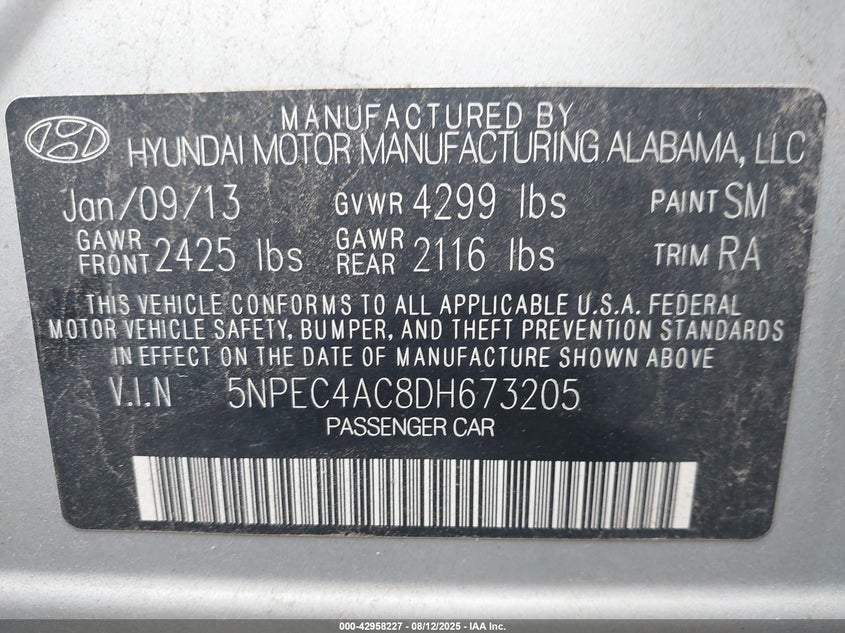 MANUFACTURED BY
HYUNDAI MOTOR MANUFACTURING ALABAMA, LLC
Jan/09/13 GVWR 4299 lbs PAINT SM
GAWR FRONT 2425 lbs GAWR REAR 2116 lbs TRIM RA
THIS VEHICLE CONFORMS TO ALL APPLICABLE U.S.A. FEDERAL
MOTOR VEHICLE SAFETY, BUMPER, AND THEFT PREVENTION STANDARDS
IN EFFECT ON THE DATE OF MANUFACTURE SHOWN ABOVE
V.I.N 5NPEC4AC8DH673205
PASSENGER CAR
000-42958227 - 08/12/2025 - IAA Inc.